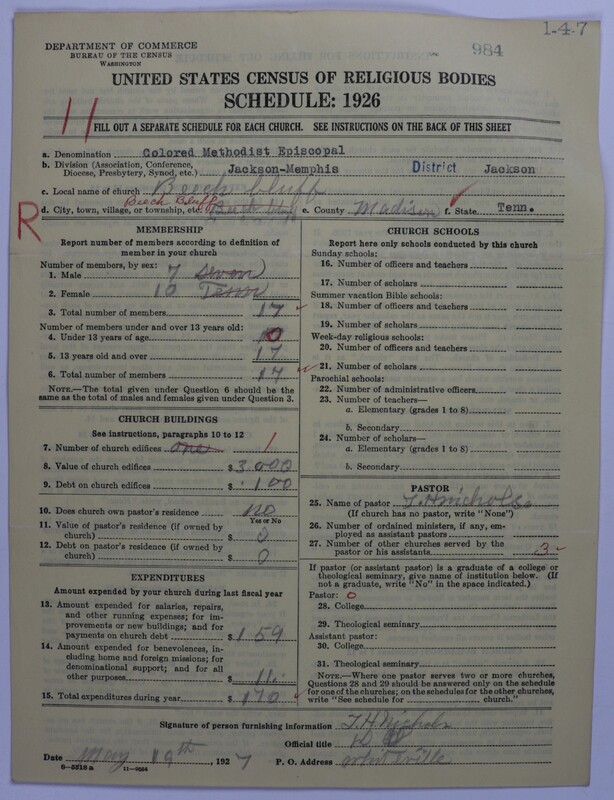 1-4-7
984
DEPARTMENT OF COMMERCE
BUREAU OF THE CENSUS
WASHINGTON
UNITED STATES CENSUS OF RELIGIOUS BODIES
SCHEDULE: 1926
11
FILL OUT A SEPARATE SCHEDULE FOR EACH CHURCH. SEE INSTRUCTIONS ON THE BACK OF THIS SHEET
a. Denomination Colored Methodist Episcopal
b. Division (Association, Conference, Diocese, Presbytery, Synod, etc.) Jackson-Memphis District Jackson
c. Local name of church Beech bluff
d. City, town, village, or township, etc. Beech Bluff e. County Madison f. State Tenn.
R
MEMBERSHIP
Report number of members according to definition of
member in your church
Number of members, by sex:
1. Male 7 Seven
2. Female 10 Tenn
3. Total number of members 17
Number of members under and over 13 years old:
4. Under 13 years of age 0
5. 13 years old and over 17
6. Total number of members 17
NOTE.—The total given under Question 6 should be
same as the total of males and females given under Question 3.
CHURCH BUILDINGS
See instructions, paragraphs 10 to 12
7. Number of church edifices one 1
8. Value of church edifices $ 3,000
9. Debt on church edifices $ 100
10. Does church own pastor's residence no
Yes or No
11. Value of pastor's residence (if owned by
church) $ 0
12. Debt on pastor's residence (if owned by
church) $ 0
EXPENDITURES
Amount expended by your church during last fiscal year
13. Amount expended for salaries, repairs,
and other running expenses; for im-
provements or new buildings; and for
payments on church debt $ 159
14. Amount expended for benevolences, in-
cluding home and foreign missions; for
denominational support; and for all
other purposes $ 11.
15. Total expenditures during year $ 170
CHURCH SCHOOLS
Report here only schools conducted by this church
Sunday schools:
16. Number of officers and teachers
17. Number of scholars
Summer vacation Bible schools:
18. Number of officers and teachers
19. Number of scholars
Week-day religious schools:
20. Number of officers and teachers
21. Number of scholars
Parochial schools:
22. Number of administrative officers
23. Number of teachers—
a. Elementary (grades 1 to 8)
b. Secondary
24. Number of scholars—
a. Elementary (grades 1 to 8)
b. Secondary
PASTOR
25. Name of pastor T H Nichols
(If church has no pastor, write "None")
26. Number of ordained ministers, if any, em-
ployed as assistant pastors
27. Number of other churches served by the
pastor or his assistants 3
If pastor (or assistant pastor) is a graduate of a college or
theological seminary, give name of institution below. (If
not a graduate, write "No" in the space indicated.)
Pastor: 0
28. College
29. Theological seminary
Assistant pastor:
30. College
31. Theological seminary
NOTE.—Where one pastor serves two or more churches,
Questions 28 and 29 should be answered only on the schedule
for one of the churches; on the schedules for the other churches,
write "See schedule for church."
Signature of person furnishing information T. H. Nichols
Official title
Date May 19th, 1927 P. O. Address
8-5518 a 11-9034